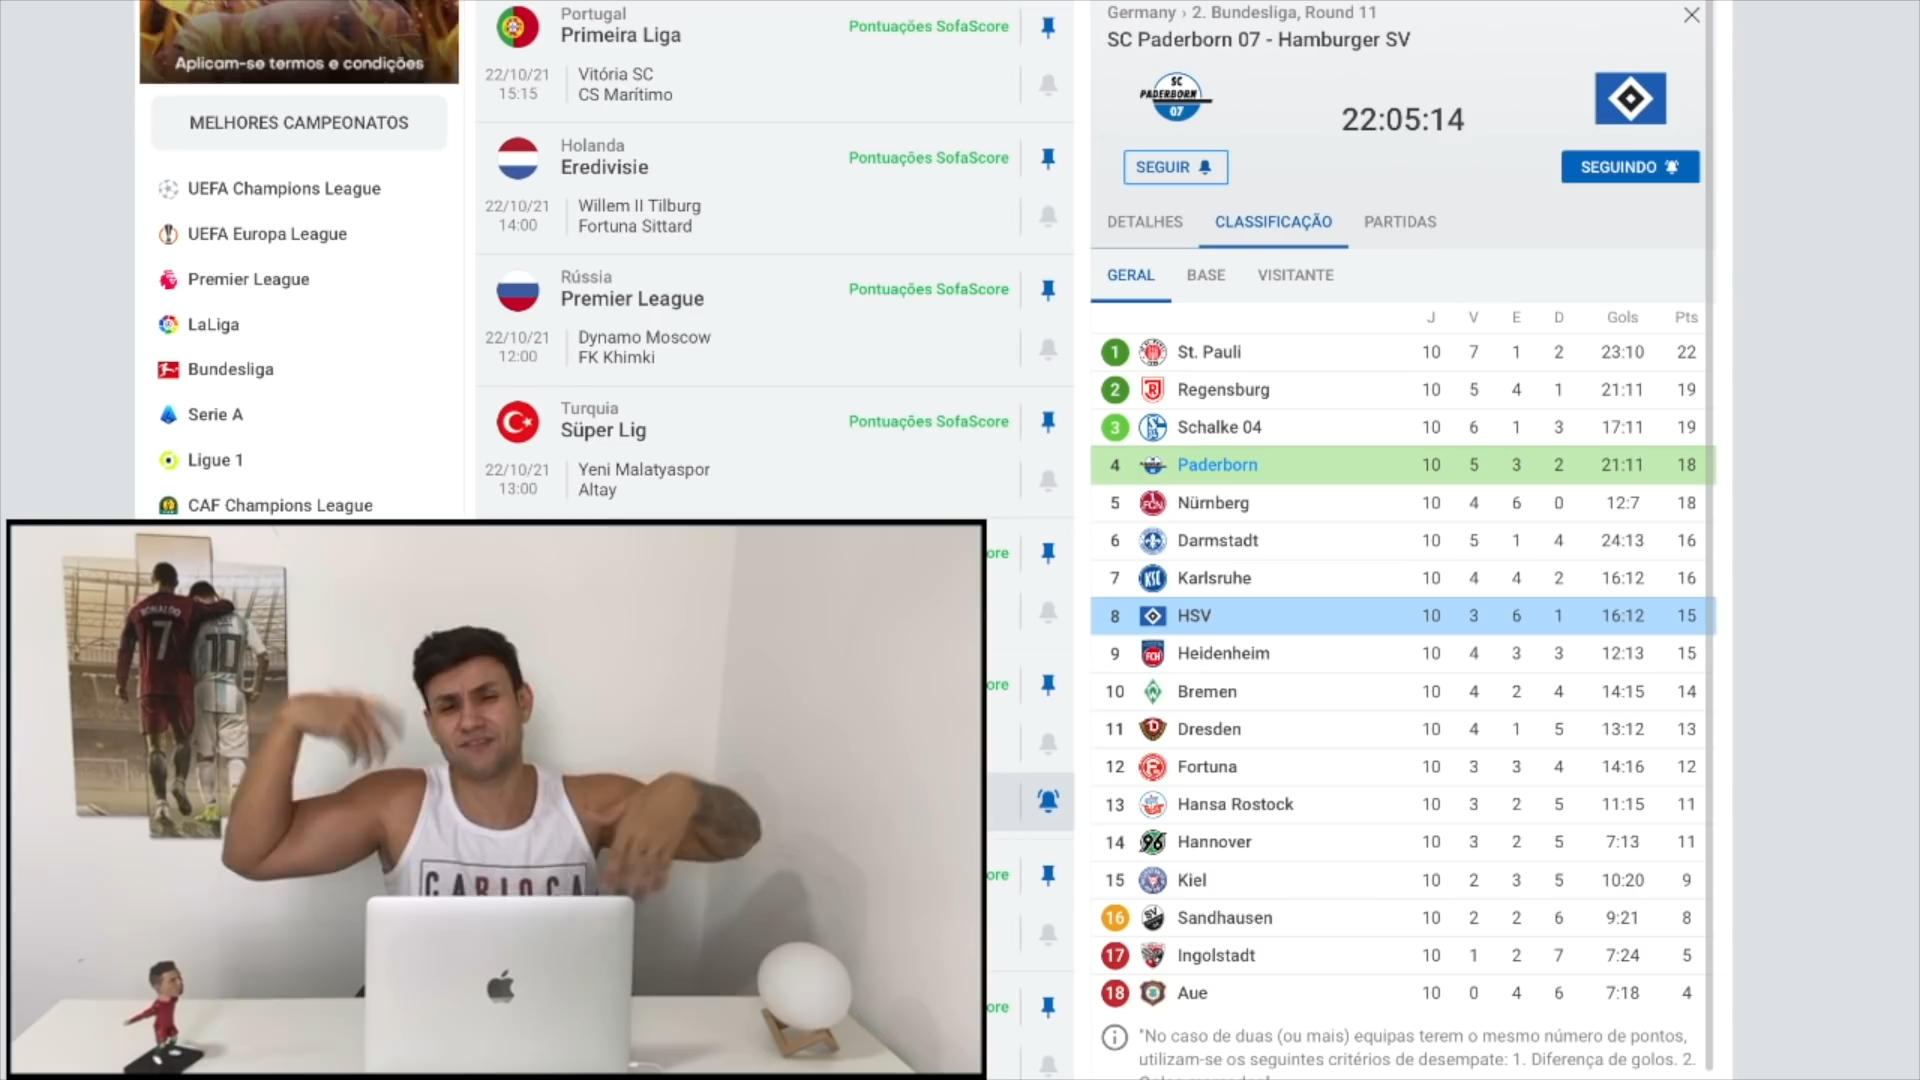 Aplicam-se termos e condições
MELHORES CAMPEONATOS
UEFA Champions League
UEFA Europa League
Premier League
LaLiga
Bundesliga
Serie A
Ligue 1
CAF Champions League
Portugal
Primeira Liga
Pontuações SofaScore
22/10/21
15:15
Vitória SC
CS Marítimo
Holanda
Eredivisie
Pontuações SofaScore
22/10/21
14:00
Willem II Tilburg
Fortuna Sittard
Rússia
Premier League
Pontuações SofaScore
22/10/21
12:00
Dynamo Moscow
FK Khimki
Turquia
Süper Lig
Pontuações SofaScore
22/10/21
13:00
Yeni Malatyaspor
Altay
ore
ore
ore
ore
RONALDO
7
10
CARIOCA
Germany › 2. Bundesliga, Round 11
SC Paderborn 07 - Hamburger SV
SC
PADERBORN
07
22:05:14
SEGUIR
SEGUINDO
DETALHES CLASSIFICAÇÃO PARTIDAS
GERAL BASE VISITANTE
J V E D Gols Pts
1 St. Pauli 10 7 1 2 23:10 22
2 Regensburg 10 5 4 1 21:11 19
3 Schalke 04 10 6 1 3 17:11 19
4 Paderborn 10 5 3 2 21:11 18
5 Nürnberg 10 4 6 0 12:7 18
6 Darmstadt 10 5 1 4 24:13 16
7 Karlsruhe 10 4 4 2 16:12 16
8 HSV 10 3 6 1 16:12 15
9 Heidenheim 10 4 3 3 12:13 15
10 Bremen 10 4 2 4 14:15 14
11 Dresden 10 4 1 5 13:12 13
12 Fortuna 10 3 3 4 14:16 12
13 Hansa Rostock 10 3 2 5 11:15 11
14 Hannover 10 3 2 5 7:13 11
15 Kiel 10 2 3 5 10:20 9
16 Sandhausen 10 2 2 6 9:21 8
17 Ingolstadt 10 1 2 7 7:24 5
18 Aue 10 0 4 6 7:18 4
"No caso de duas (ou mais) equipas terem o mesmo número de pontos,
utilizam-se os seguintes critérios de desempate: 1. Diferença de golos. 2.